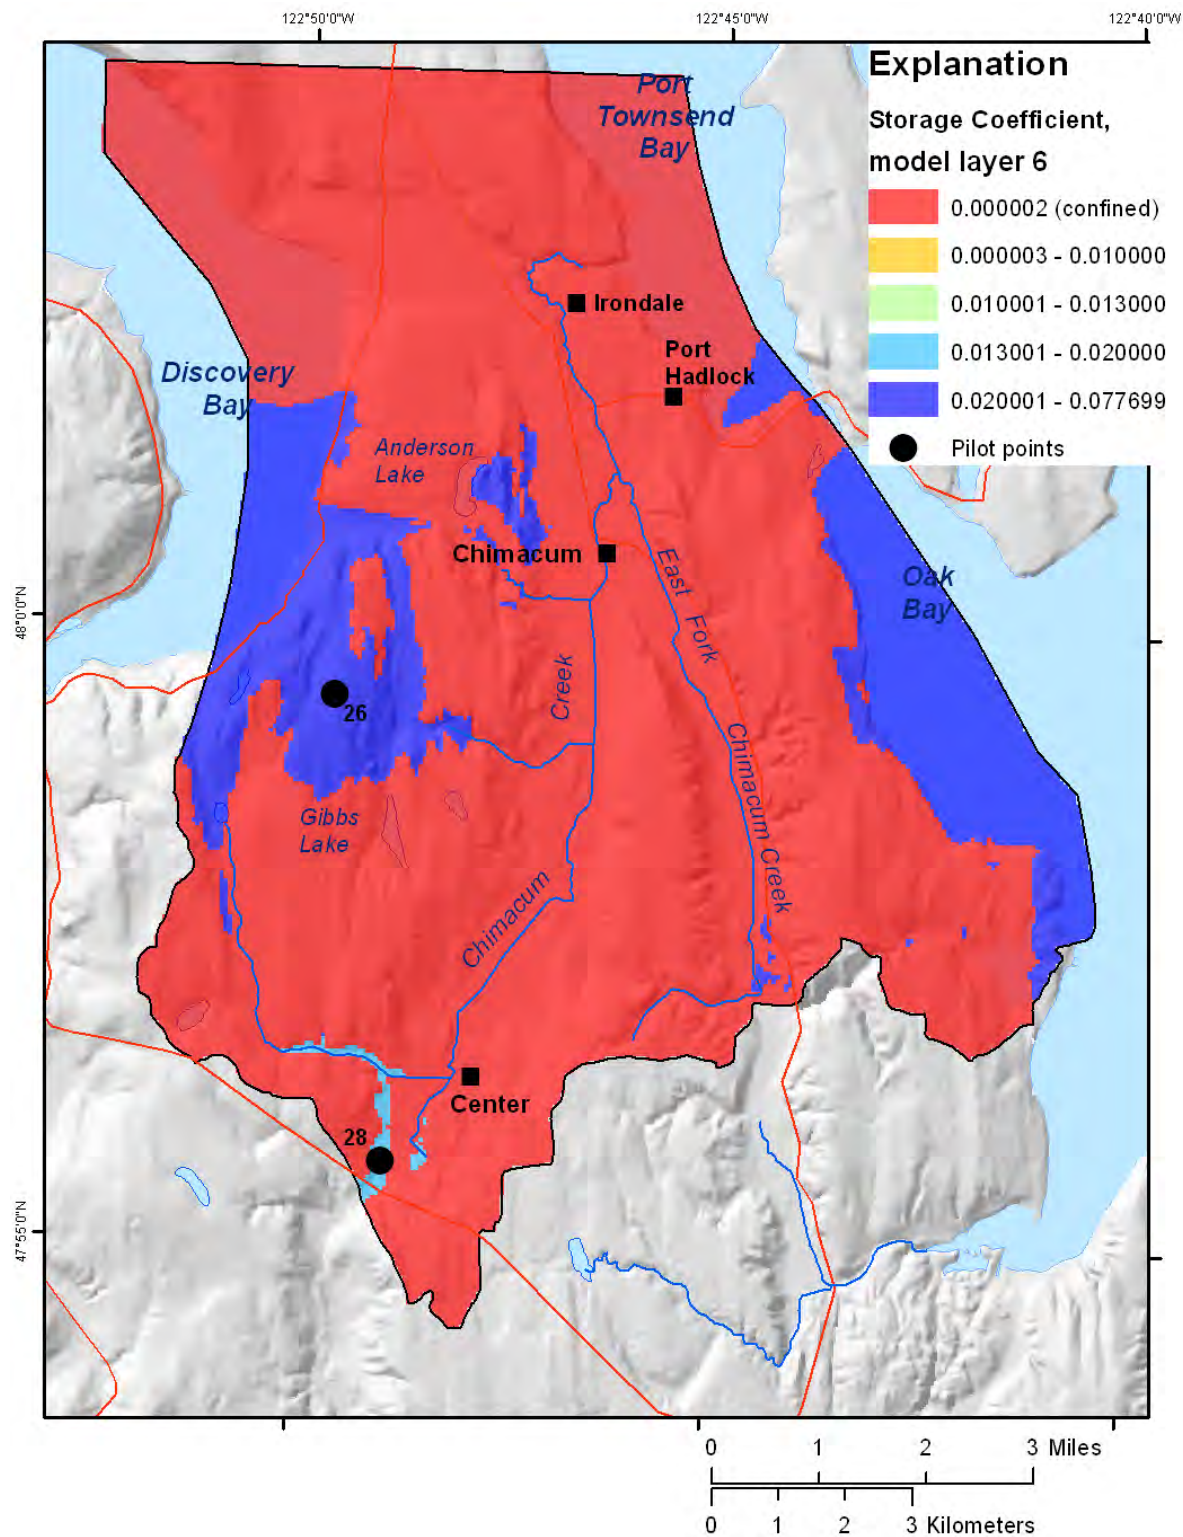 122°50'0"W
122°45'0"W
122°40'0"W
Explanation
Storage Coefficient,
model layer 6
0.000002 (confined)
0.000003 - 0.010000
0.010001 - 0.013000
0.013001 - 0.020000
0.020001 - 0.077699
Pilot points
Port
Townsend
Bay
Irondale
Port
Hadlock
Discovery
Bay
Anderson
Lake
Chimacum
East Fork
Chimacum Creek
Oak
Bay
48°0'0"N
Creek
26
Gibbs
Lake
Chimacum
Center
28
47°55'0"N
0 1 2 3 Miles
0 1 2 3 Kilometers